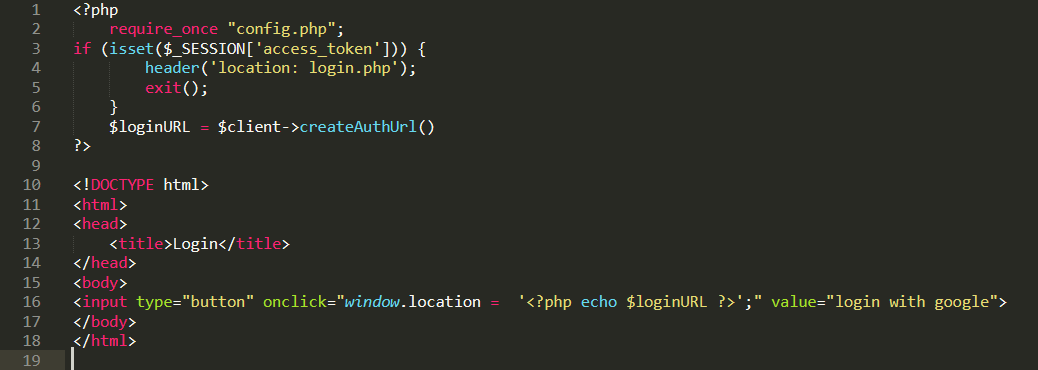 1 <?php
2 require_once "config.php";
3 if (isset($_SESSION['access_token'])) {
4 header('location: login.php');
5 exit();
6 }
7 $loginURL = $client->createAuthUrl()
8 ?>
9
10 <!DOCTYPE html>
11 <html>
12 <head>
13 <title>Login</title>
14 </head>
15 <body>
16 <input type="button" onclick="window.location =  '<?php echo $loginURL ?>';" value="login with google">
17 </body>
18 </html>
19